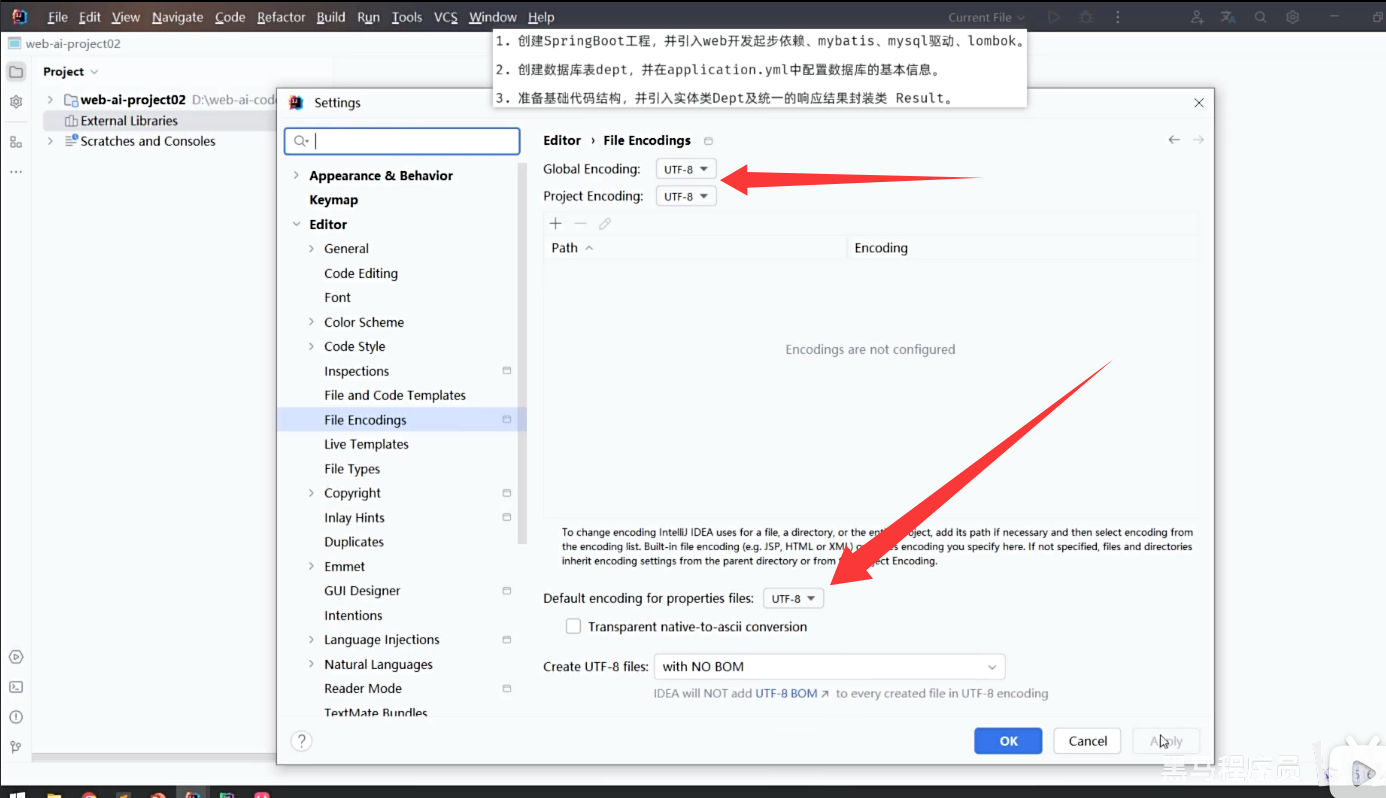 File Edit View Navigate Code Refactor Build Run Tools VCS Window Help
Current File
web-ai-project02
1. 创建SpringBoot工程，并引入web开发起步依赖、mybatis、mysql驱动、lombok。
2. 创建数据库表dept，并在application.yml中配置数据库的基本信息。
3. 准备基础代码结构，并引入实体类Dept及统一的响应结果封装类 Result。
Project
web-ai-project02 D:\web-ai-cod
External Libraries
Scratches and Consoles
Settings
Appearance & Behavior
Keymap
Editor
General
Code Editing
Font
Color Scheme
Code Style
Inspections
File and Code Templates
File Encodings
Live Templates
File Types
Copyright
Inlay Hints
Duplicates
Emmet
GUI Designer
Intentions
Language Injections
Natural Languages
Reader Mode
TextMate Bundles
Editor › File Encodings
Global Encoding: UTF-8
Project Encoding: UTF-8
Path Encoding
Encodings are not configured
To change encoding IntelliJ IDEA uses for a file, a directory, or the ent oject, add its path if necessary and then select encoding from
the encoding list. Built-in file encoding (e.g. JSP, HTML or XML) encoding you specify here. If not specified, files and directories
inherit encoding settings from the parent directory or from ect Encoding.
Default encoding for properties files: UTF-8
Transparent native-to-ascii conversion
Create UTF-8 files: with NO BOM
IDEA will NOT add UTF-8 BOM ↗ to every created file in UTF-8 encoding
?
OK Cancel Apply
黑马程序员